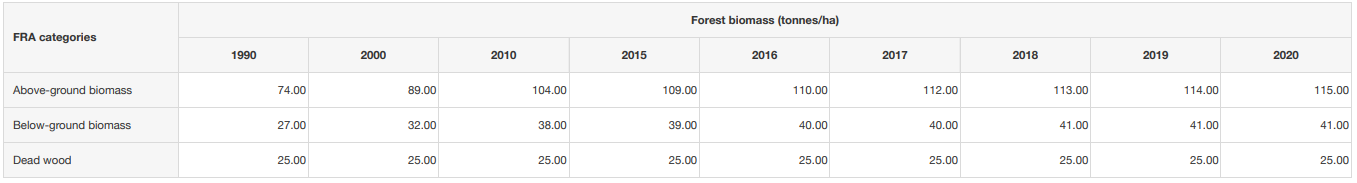 FRA categories Forest biomass (tonnes/ha)
1990 2000 2010 2015 2016 2017 2018 2019 2020
Above-ground biomass 74.00 89.00 104.00 109.00 110.00 112.00 113.00 114.00 115.00
Below-ground biomass 27.00 32.00 38.00 39.00 40.00 40.00 41.00 41.00 41.00
Dead wood 25.00 25.00 25.00 25.00 25.00 25.00 25.00 25.00 25.00